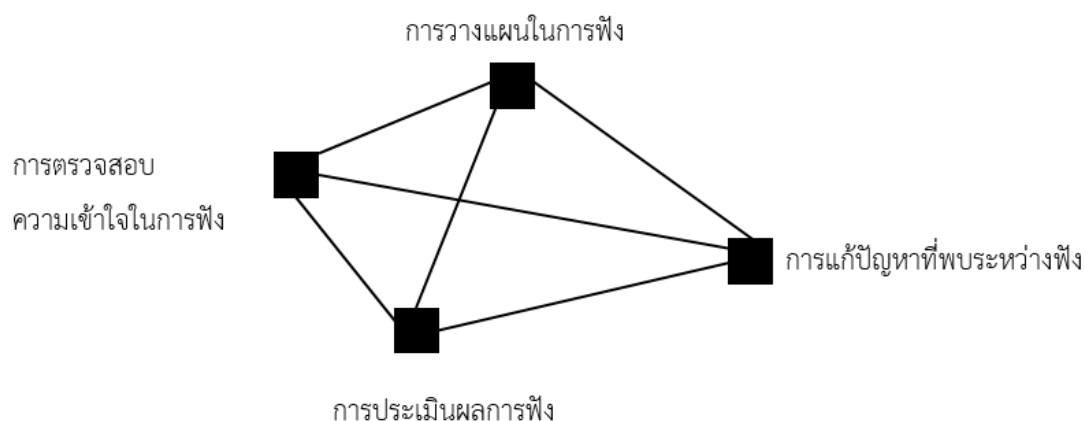 การวางแผนในการฟัง
การตรวจสอบ
ความเข้าใจในการฟัง
การแก้ปัญหาที่พบระหว่างฟัง
การประเมินผลการฟัง